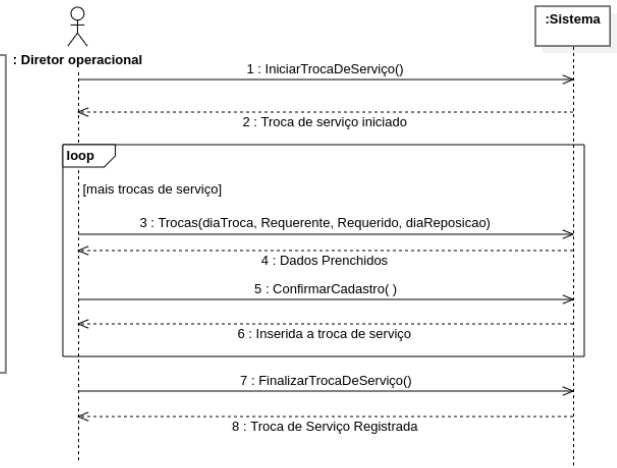 :Sistema
: Diretor operacional
1 : IniciarTrocaDeServiço()
2 : Troca de serviço iniciado
loop
[mais trocas de serviço]
3 : Trocas(diaTroca, Requerente, Requerido, diaReposicao)
4 : Dados Prenchidos
5 : ConfirmarCadastro( )
6 : Inserida a troca de serviço
7 : FinalizarTrocaDeServiço()
8 : Troca de Serviço Registrada